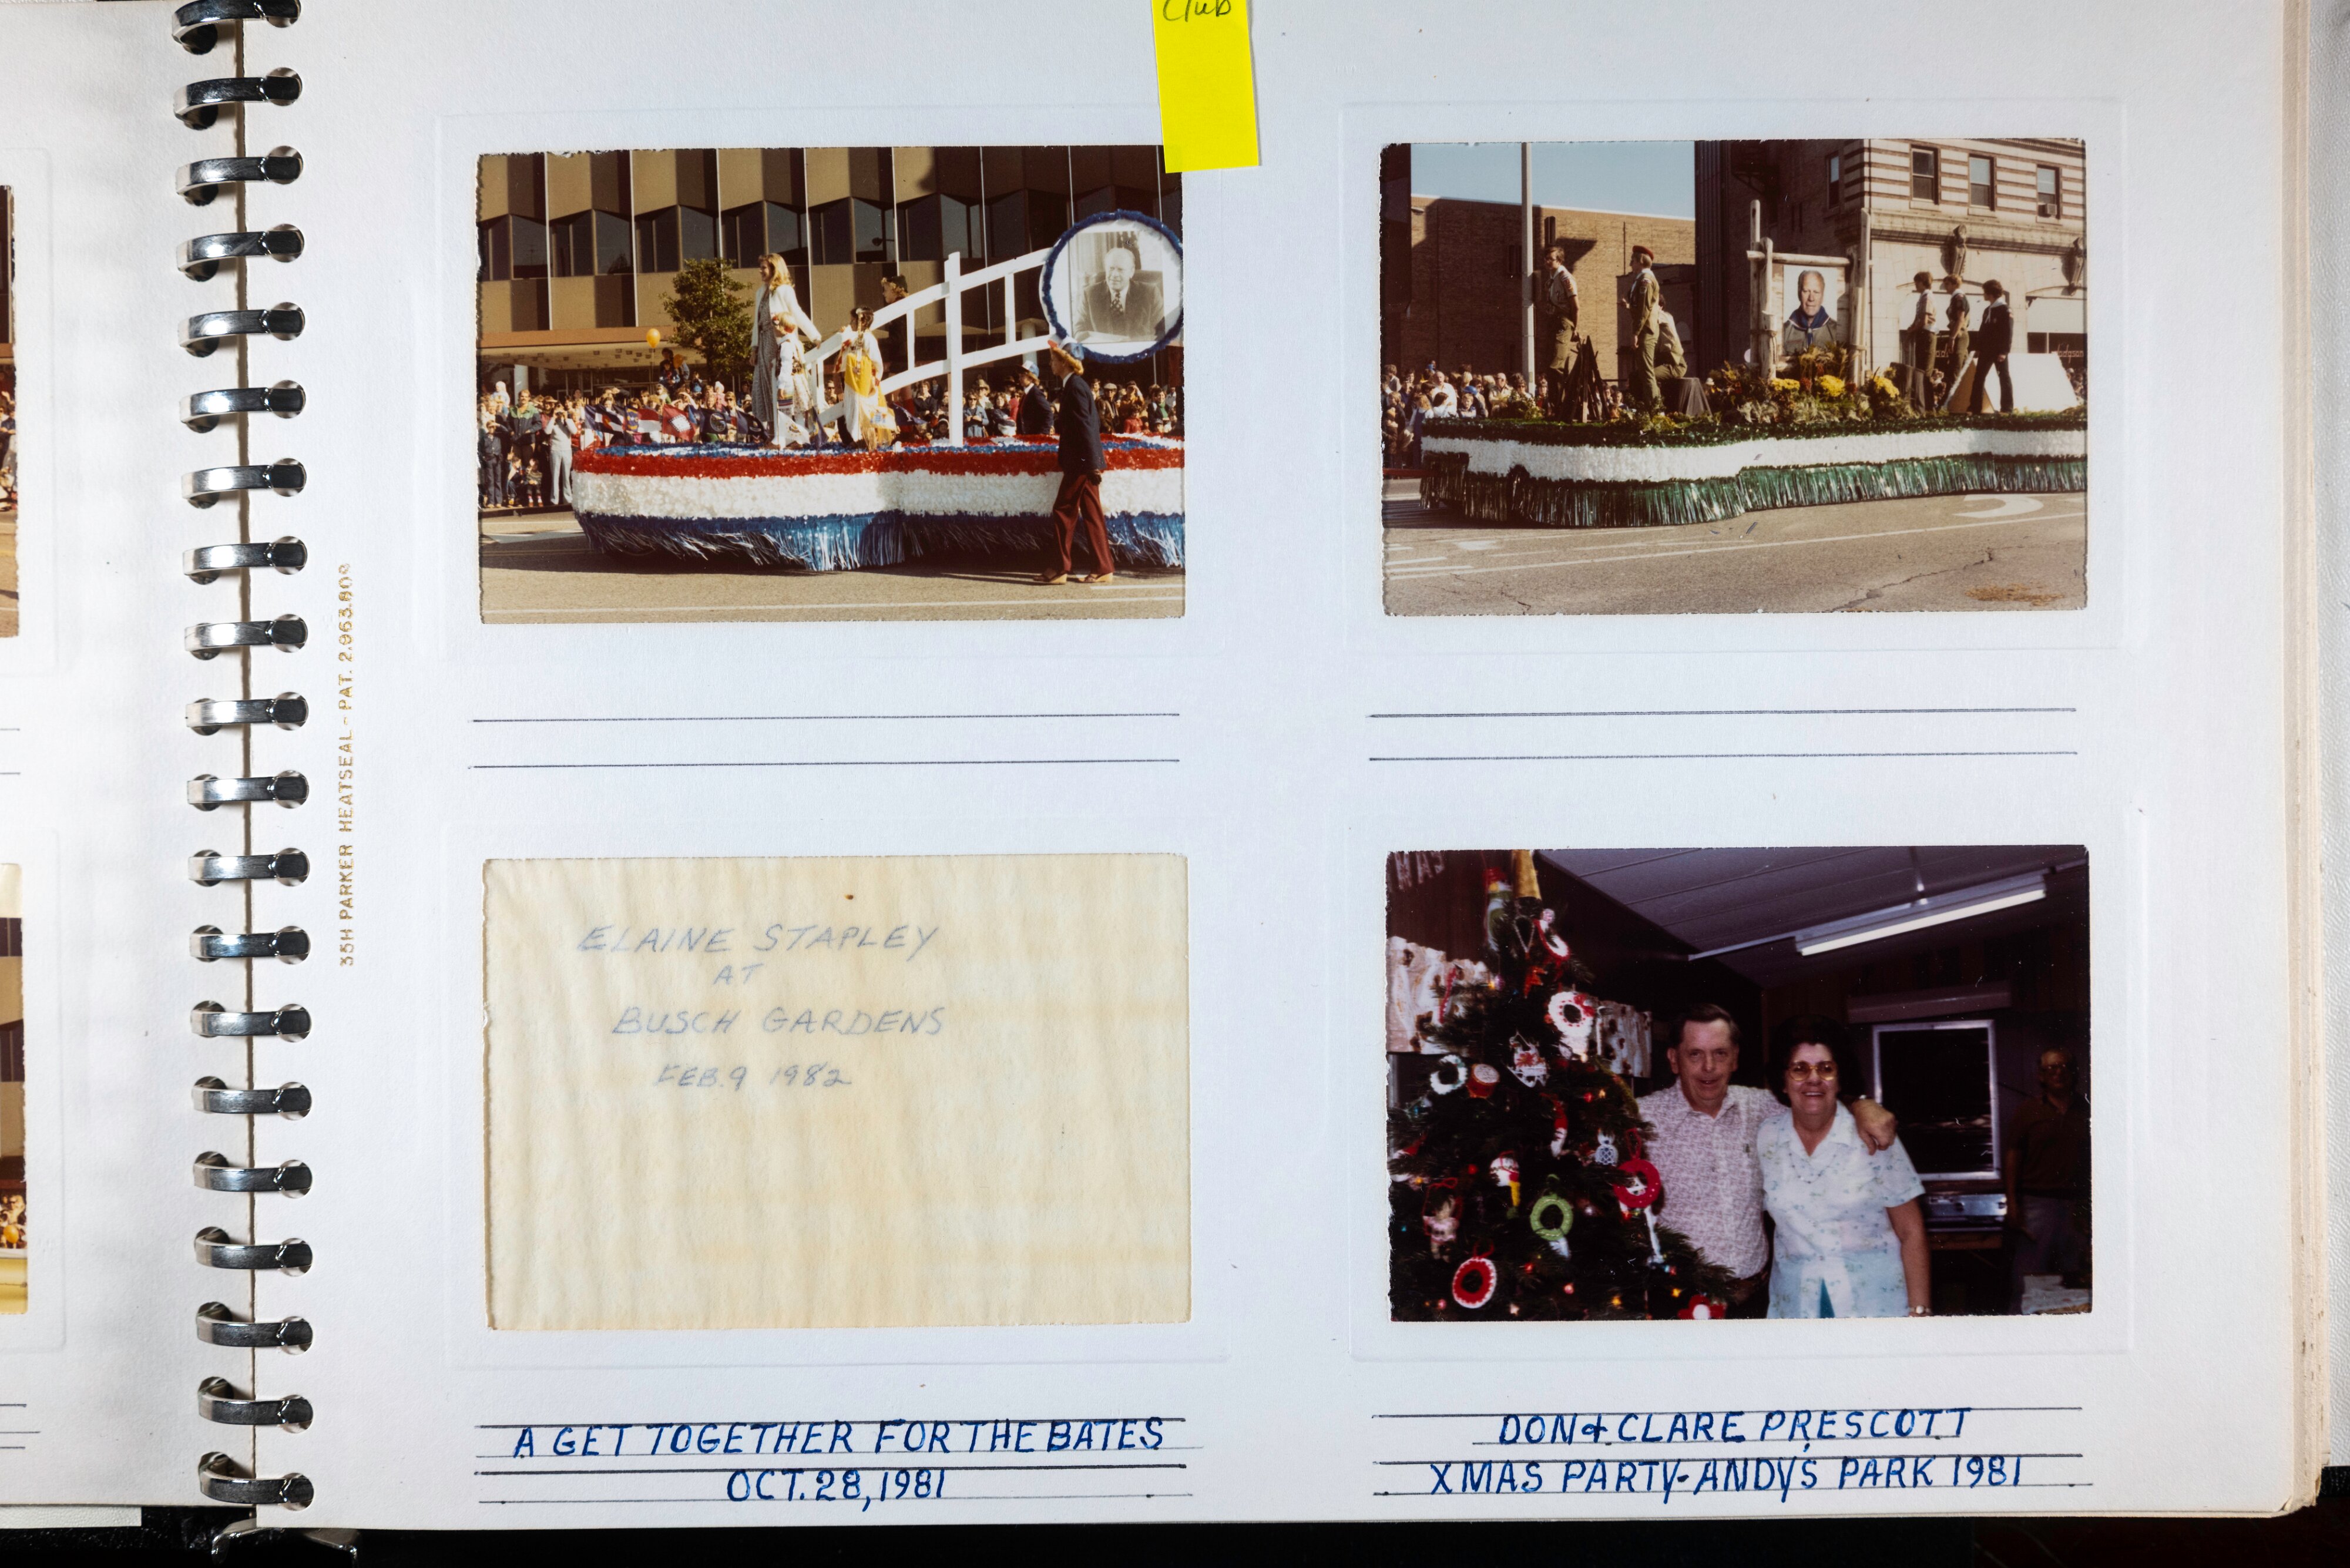 Club
35H PARKER HEATSEAL - PAT. 2.963.808
ELAINE STAPLEY
AT
BUSCH GARDENS
FEB. 9 1982
A GET TOGETHER FOR THE BATES
OCT. 28, 1981
DON & CLARE PRESCOTT
XMAS PARTY-ANDY'S PARK 1981